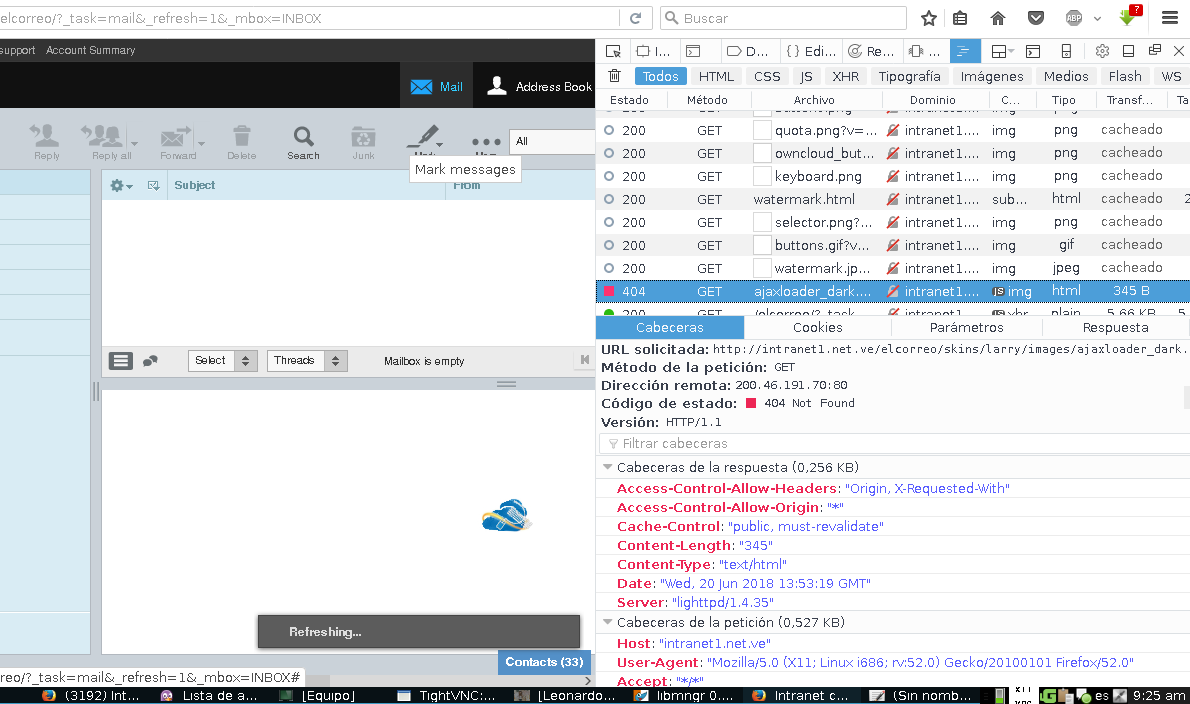 elcorreo/?_task=mail&_refresh=1&_mbox=INBOX
Buscar
ABP
?
support Account Summary
Mail
Address Book
Reply
Reply all
Forward
Delete
Search
Junk
All
Mark messages
Subject
From
Select
Threads
Mailbox is empty
Refreshing...
Contacts (33)
reo/?_task=mail&_refresh=1&_mbox=INBOX#
I...
D...
{ } Edi...
Re...
...
Todos HTML CSS JS XHR Tipografía Imágenes Medios Flash WS
Estado Método Archivo Dominio C... Tipo Transf... Ta
200 GET quota.png?v=... intranet1.... img png cacheado
200 GET owncloud_but... intranet1.... img png cacheado
200 GET keyboard.png intranet1.... img png cacheado
200 GET watermark.html intranet1.... sub... html cacheado 2
200 GET selector.png?... intranet1.... img png cacheado
200 GET buttons.gif?v... intranet1.... img gif cacheado
200 GET watermark.jp... intranet1.... img jpeg cacheado
404 GET ajaxloader_dark.... intranet1.... JS img html 345 B
200 GET /elcorreo/?_task... intranet1.... JS xhr plain 5,66 KB 5
Cabeceras Cookies Parámetros Respuesta
URL solicitada: http://intranet1.net.ve/elcorreo/skins/larry/images/ajaxloader_dark.
Método de la petición: GET
Dirección remota: 200.46.191.70:80
Código de estado: 404 Not Found
Versión: HTTP/1.1
Filtrar cabeceras
Cabeceras de la respuesta (0,256 KB)
Access-Control-Allow-Headers: "Origin, X-Requested-With"
Access-Control-Allow-Origin: "*"
Cache-Control: "public, must-revalidate"
Content-Length: "345"
Content-Type: "text/html"
Date: "Wed, 20 Jun 2018 13:53:19 GMT"
Server: "lighttpd/1.4.35"
Cabeceras de la petición (0,527 KB)
Host: "intranet1.net.ve"
User-Agent: "Mozilla/5.0 (X11; Linux i686; rv:52.0) Gecko/20100101 Firefox/52.0"
Accept: "*/*"
(3192) Int... Lista de a... [Equipo] TightVNC:... [Leonardo... libmngr 0.... Intranet c... (Sin nomb... es 9:25 am